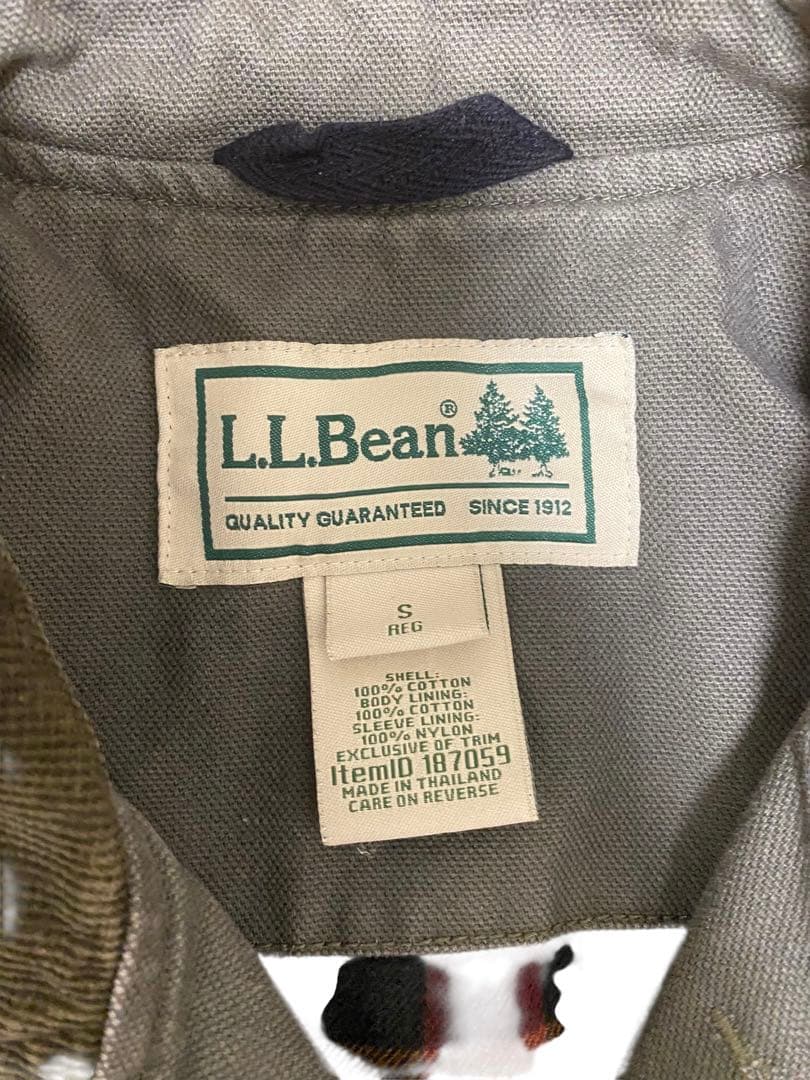 L.L.Bean®
QUALITY GUARANTEED SINCE 1912
S
REG
SHELL:
100% COTTON
BODY LINING:
100% COTTON
SLEEVE LINING:
100% NYLON
EXCLUSIVE OF TRIM
ItemID 187059
MADE IN THAILAND
CARE ON REVERSE